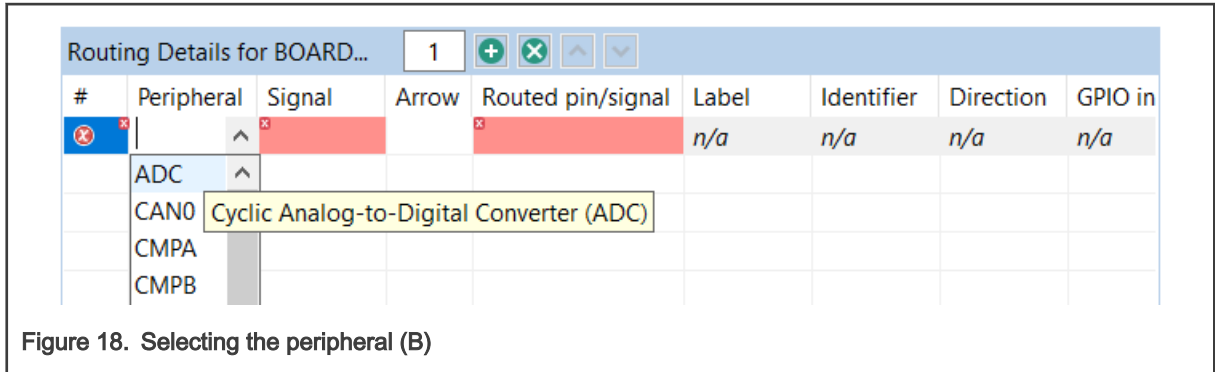 Routing Details for BOARD... 1
# Peripheral Signal Arrow Routed pin/signal Label Identifier Direction GPIO in
n/a n/a n/a n/a
ADC
Cyclic Analog-to-Digital Converter (ADC)
CAN0
CMPA
CMPB
Figure 18. Selecting the peripheral (B)